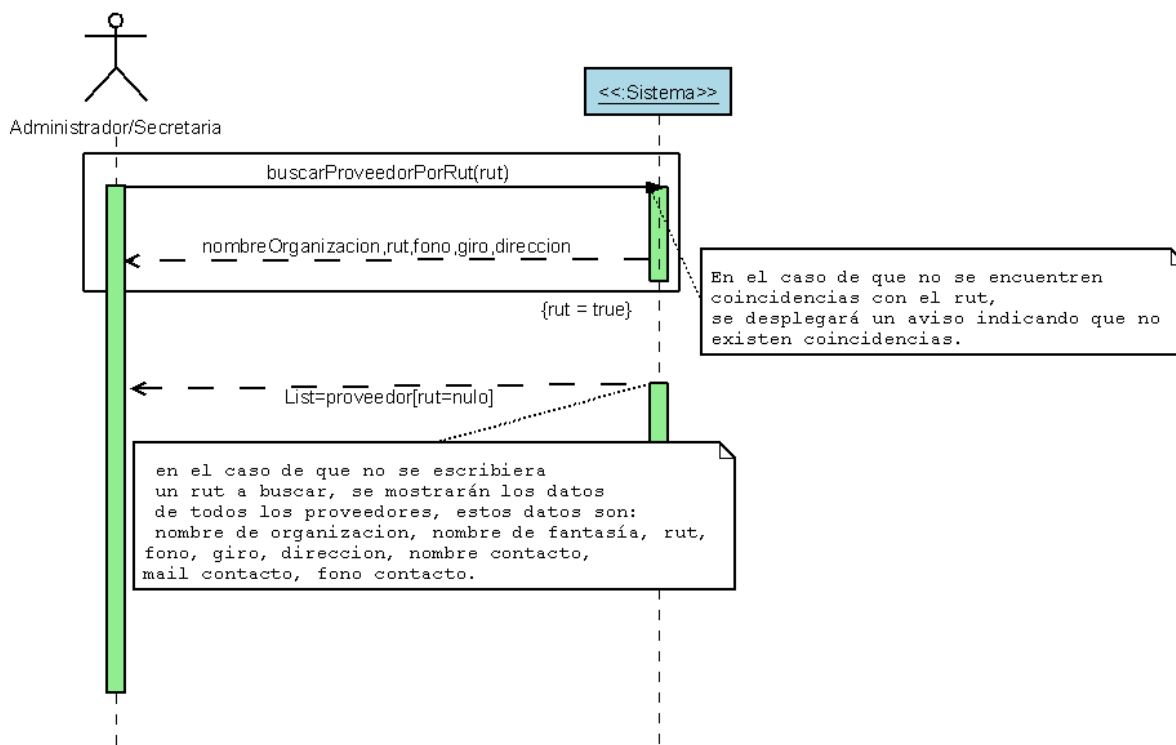 <<:Sistema>>
Administrador/Secretaria
buscarProveedorPorRut(rut)
nombreOrganizacion,rut,fono,giro,direccion
En el caso de que no se encuentren
coincidencias con el rut,
se desplegará un aviso indicando que no
existen coincidencias.
{rut = true}
List=proveedor[rut=nulo]
en el caso de que no se escribiera
un rut a buscar, se mostrarán los datos
de todos los proveedores, estos datos son:
nombre de organizacion, nombre de fantasía, rut,
fono, giro, direccion, nombre contacto,
mail contacto, fono contacto.